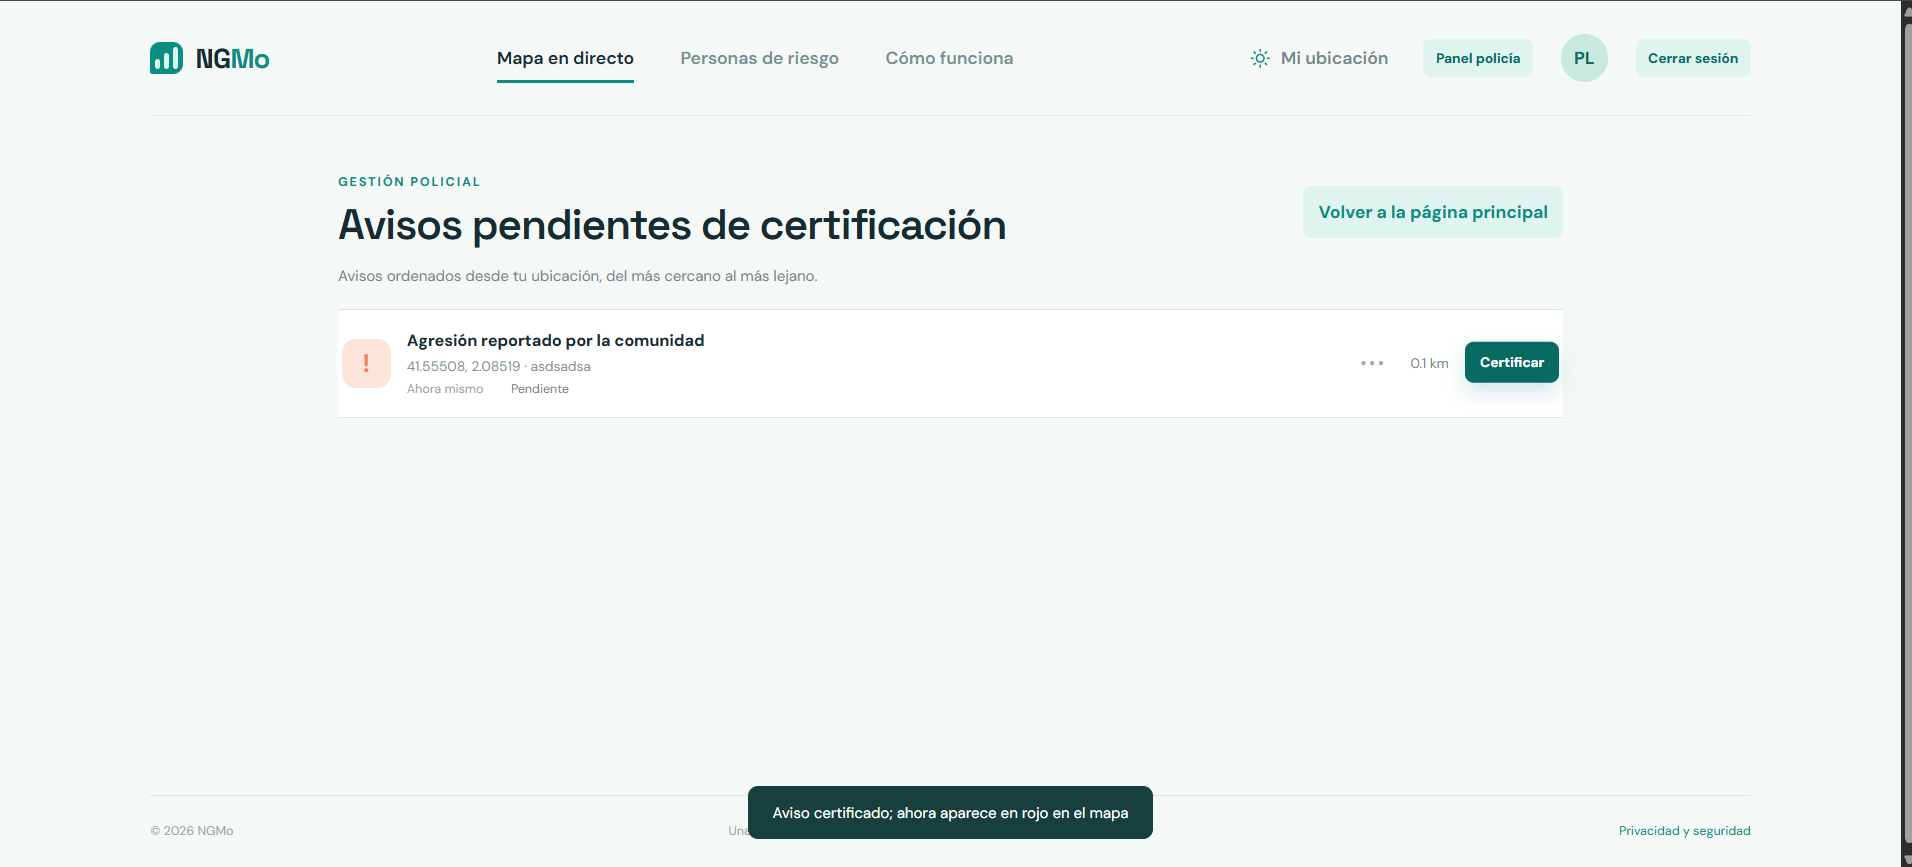 NGMo
Mapa en directo
Personas de riesgo
Cómo funciona
Mi ubicación
Panel policía
PL
Cerrar sesión
GESTIÓN POLICIAL
Avisos pendientes de certificación
Volver a la página principal
Avisos ordenados desde tu ubicación, del más cercano al más lejano.
!
Agresión reportado por la comunidad
41.55508, 2.08519 · asdsadsa
Ahora mismo Pendiente
0.1 km
Certificar
Aviso certificado; ahora aparece en rojo en el mapa
© 2026 NGMo
Una
Privacidad y seguridad